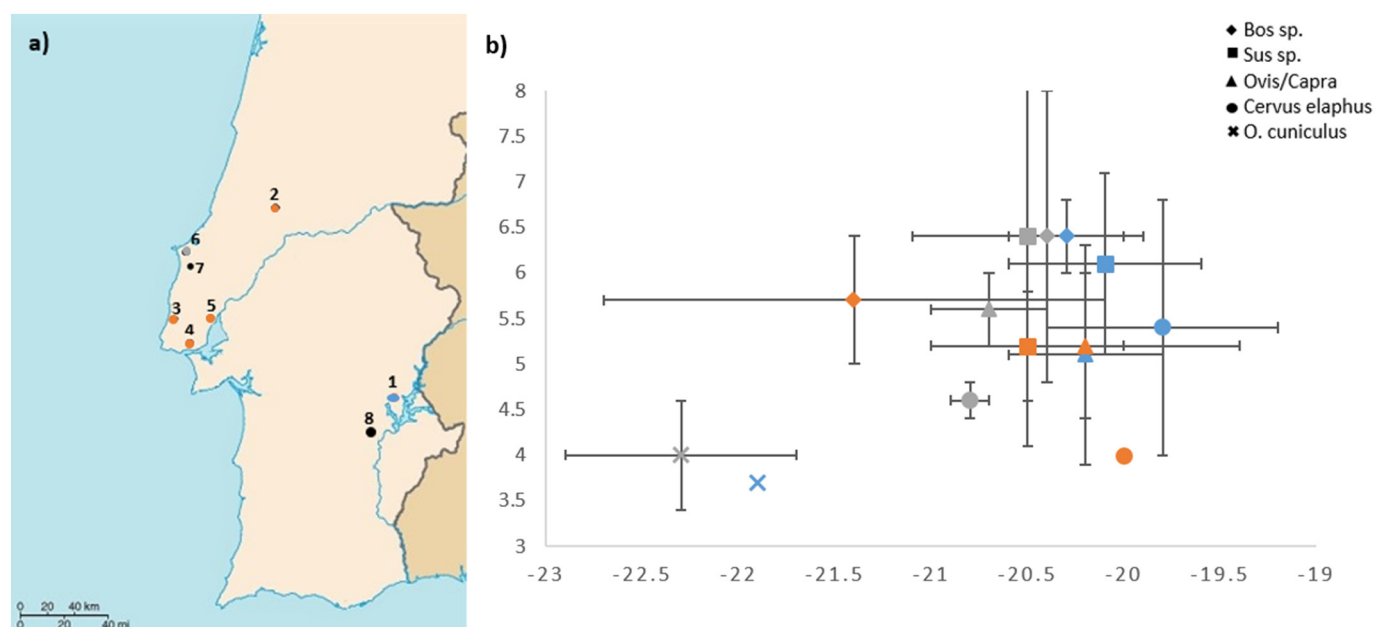 a)
2
6
7
3
5
4
1
8
0 20 40 km
0 20 40 mi
b)
Bos sp.
Sus sp.
Ovis/Capra
Cervus elaphus
O. cuniculus
8
7.5
7
6.5
6
5.5
5
4.5
4
3.5
3
-23 -22.5 -22 -21.5 -21 -20.5 -20 -19.5 -19